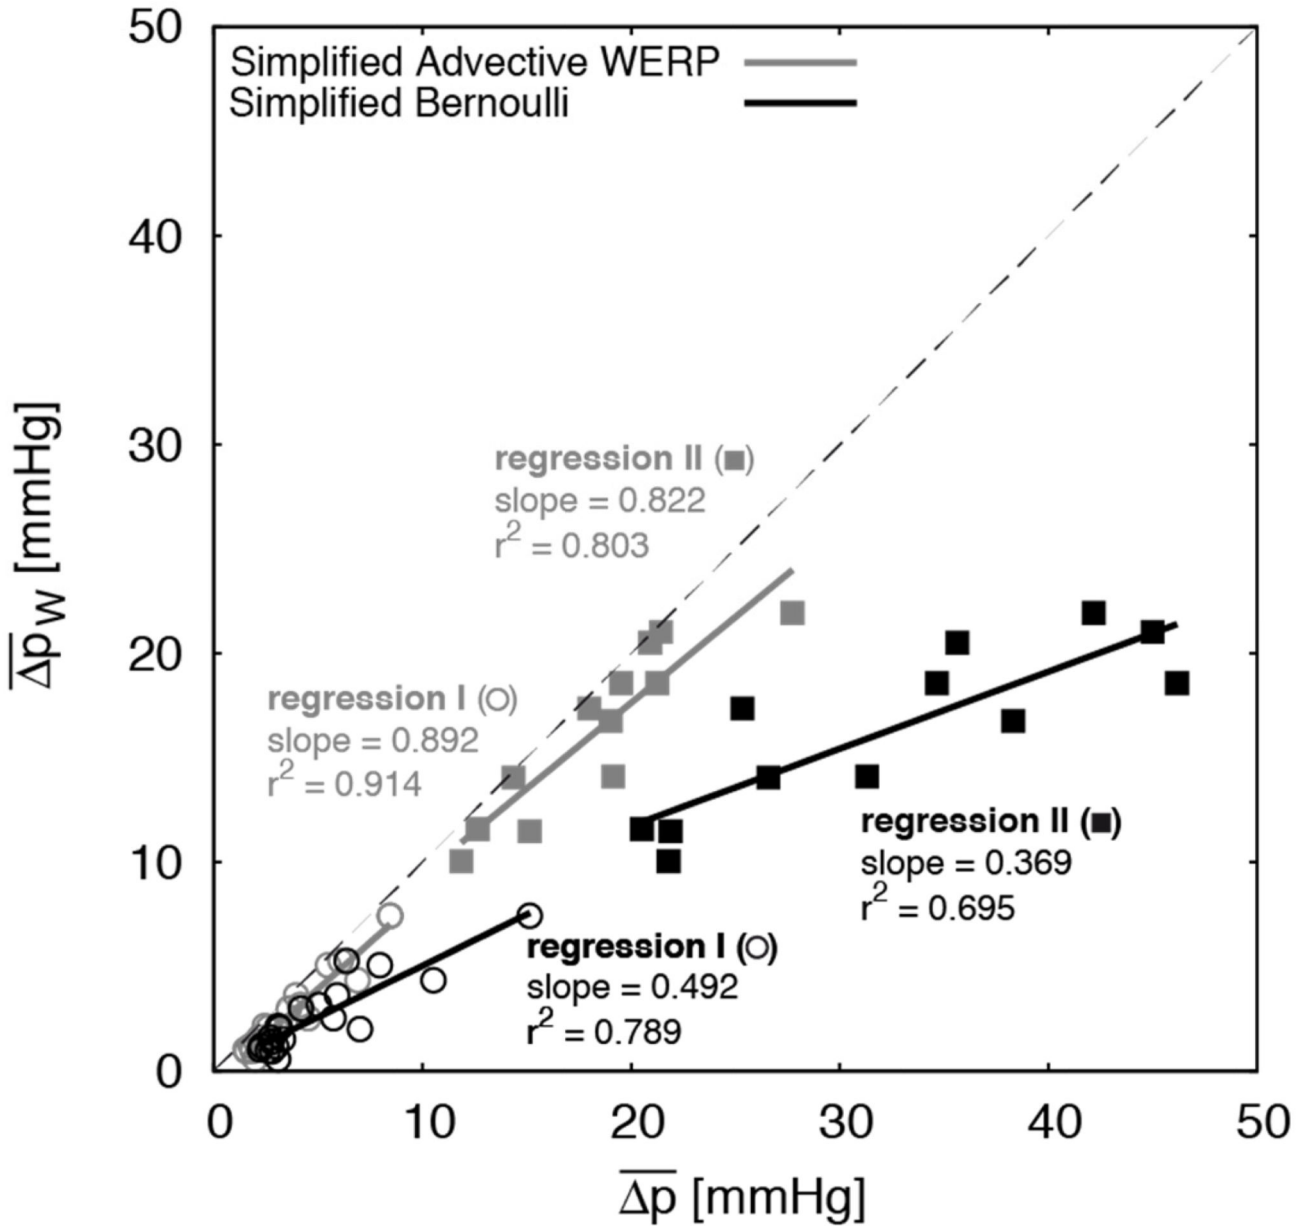 50
Simplified Advective WERP
Simplified Bernoulli
40
30
regression II (■)
slope = 0.822
r² = 0.803
20
regression I (○)
slope = 0.892
r² = 0.914
regression II (■)
slope = 0.369
r² = 0.695
10
regression I (○)
slope = 0.492
r² = 0.789
0
0 10 20 30 40 50
Δp̅ [mmHg]
Δp̅W [mmHg]